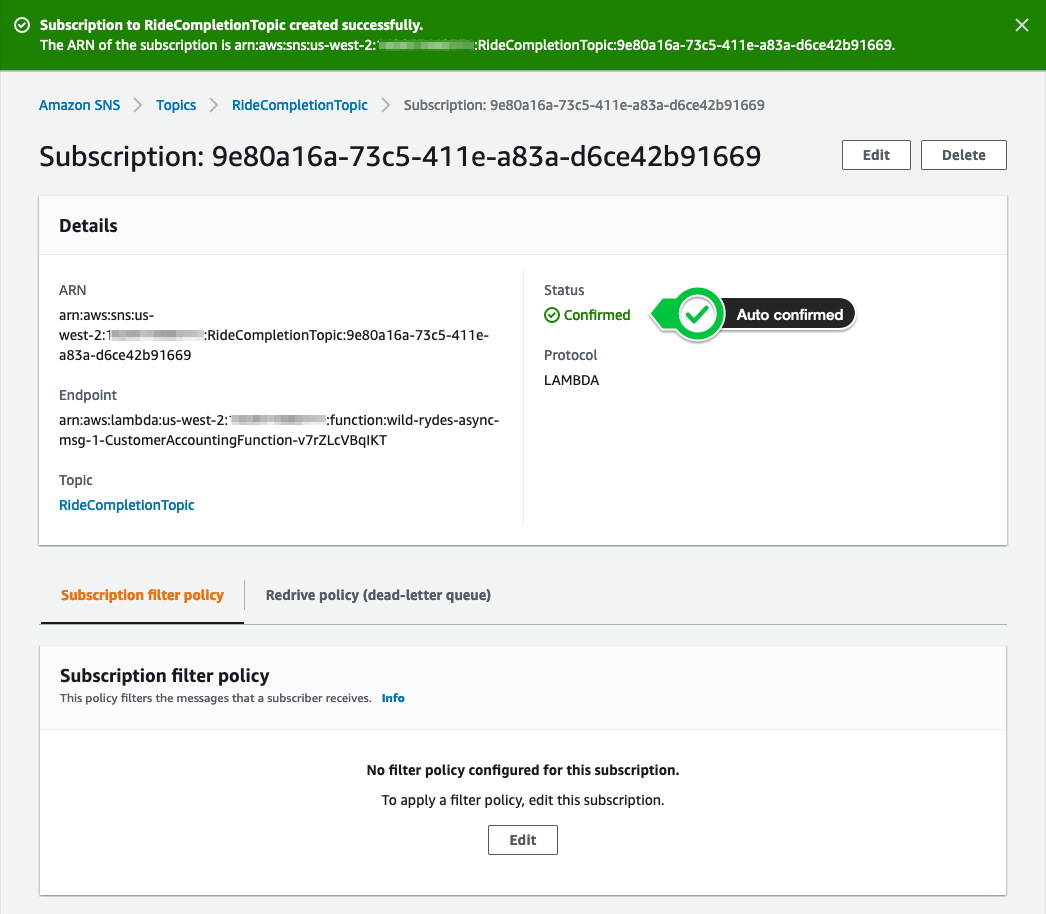 Subscription to RideCompletionTopic created successfully.
The ARN of the subscription is arn:aws:sns:us-west-2: :RideCompletionTopic:9e80a16a-73c5-411e-a83a-d6ce42b91669.
Amazon SNS > Topics > RideCompletionTopic > Subscription: 9e80a16a-73c5-411e-a83a-d6ce42b91669
Subscription: 9e80a16a-73c5-411e-a83a-d6ce42b91669
Edit
Delete
Details
ARN
arn:aws:sns:us-
west-2: :RideCompletionTopic:9e80a16a-73c5-411e-
a83a-d6ce42b91669
Endpoint
arn:aws:lambda:us-west-2: :function:wild-rydes-async-
msg-1-CustomerAccountingFunction-v7rZLcVBqIKT
Topic
RideCompletionTopic
Status
Confirmed
Auto confirmed
Protocol
LAMBDA
Subscription filter policy
Redrive policy (dead-letter queue)
Subscription filter policy
This policy filters the messages that a subscriber receives. Info
No filter policy configured for this subscription.
To apply a filter policy, edit this subscription.
Edit